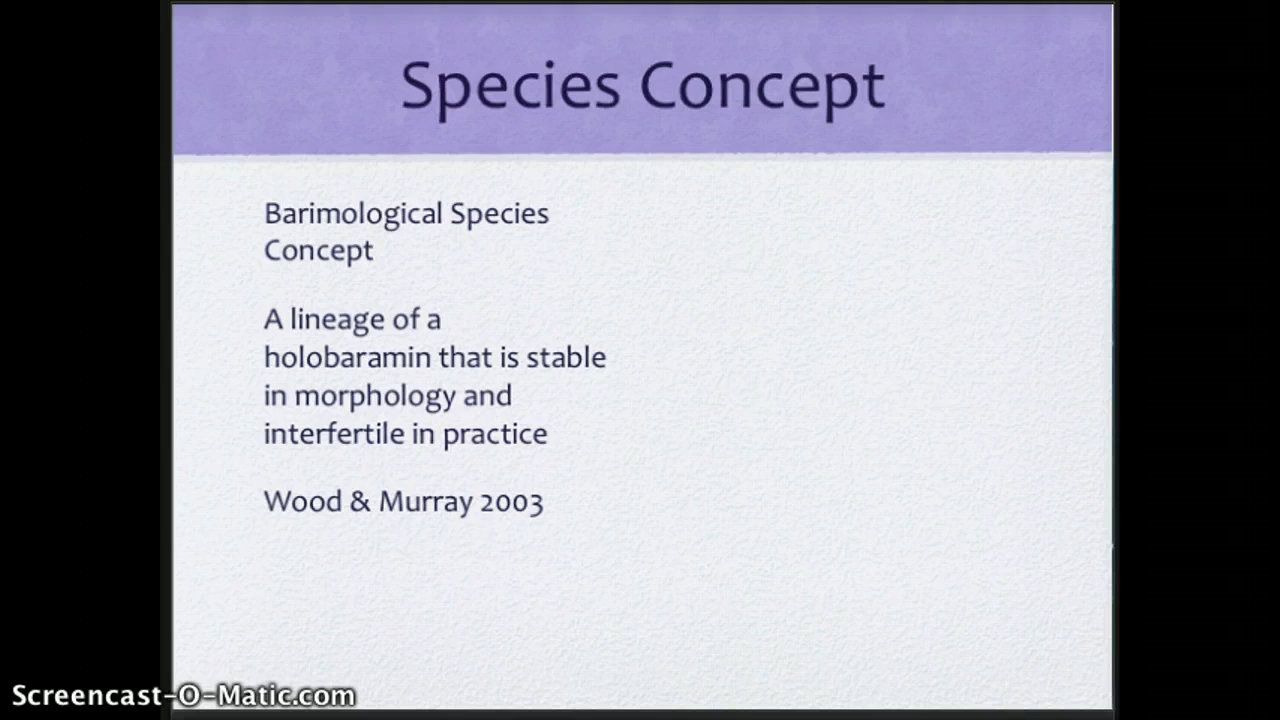 Species Concept
Barimological Species
Concept
A lineage of a
holobaramin that is stable
in morphology and
interfertile in practice
Wood & Murray 2003
Screencast-O-Matic.com